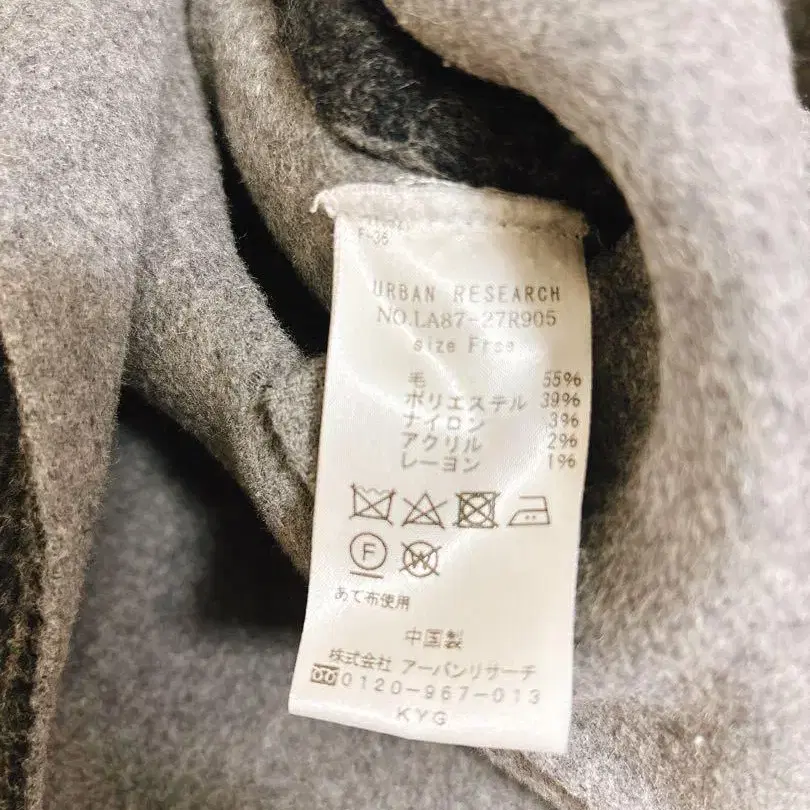 F-36
URBAN RESEARCH
NO.LA87-27R905
size Free
毛 55%
ポリエステル 39%
ナイロン 3%
アクリル 2%
レーヨン 1%
F W
あて布使用
中国製
株式会社 アーバンリサーチ
0120-967-013
KYG